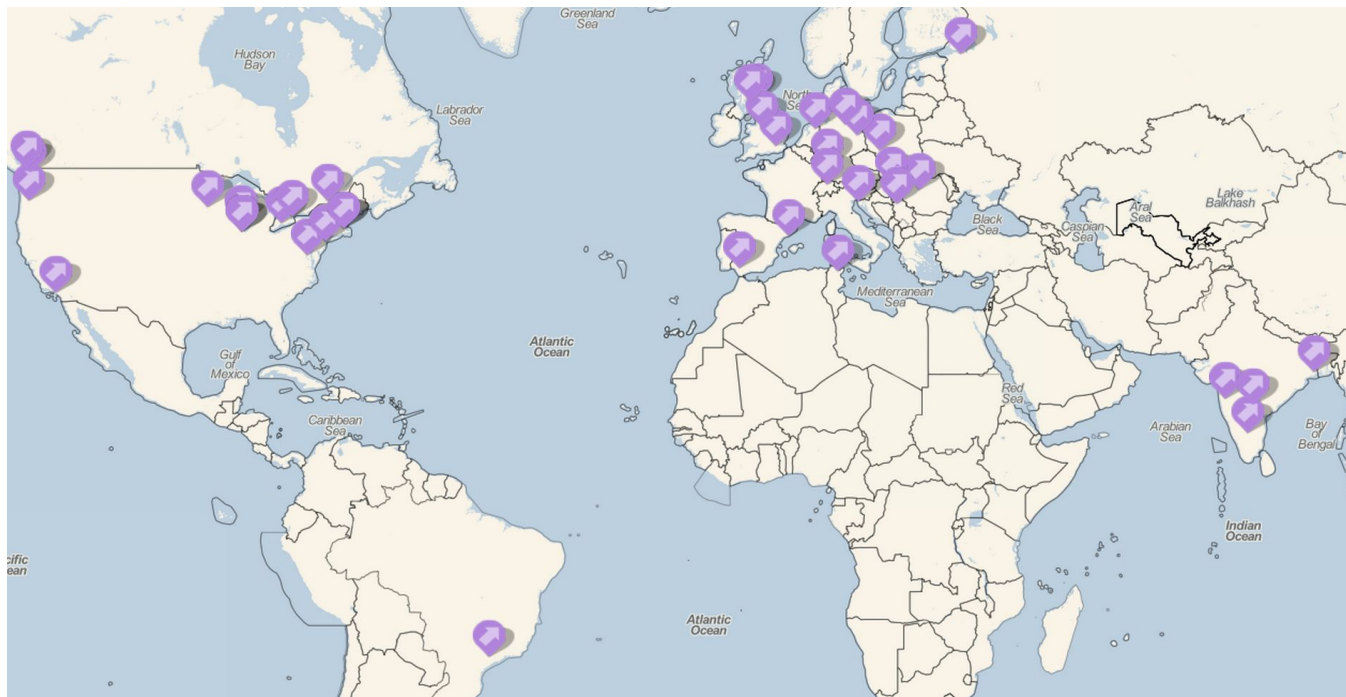 Greenland
Sea
Hudson
Bay
Labrador
Sea
North
Sea
Lake
Balkhash
Aral
Sea
Black
Sea
Caspian
Sea
Mediterranean
Sea
Atlantic
Ocean
Gulf
of
Mexico
Red
Sea
Caribbean
Sea
Arabian
Sea
Bay
of
Bengal
Indian
Ocean
cific
ean
Atlantic
Ocean